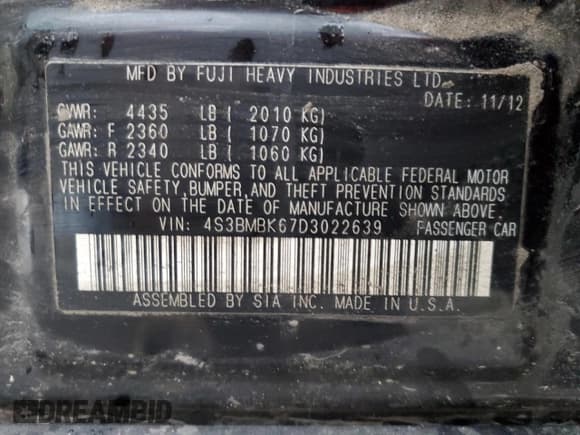 MFD BY FUJI HEAVY INDUSTRIES LTD.
DATE: 11/12
GVWR: 4435 LB ( 2010 KG)
GAWR: F 2360 LB ( 1070 KG)
GAWR: R 2340 LB ( 1060 KG)
THIS VEHICLE CONFORMS TO ALL APPLICABLE FEDERAL MOTOR
VEHICLE SAFETY, BUMPER, AND THEFT PREVENTION STANDARDS
IN EFFECT ON THE DATE OF MANUFACTURE SHOWN ABOVE.
VIN: 4S3BMBK67D3022639 PASSENGER CAR
ASSEMBLED BY SIA INC. MADE IN U.S.A.
DREAMBID